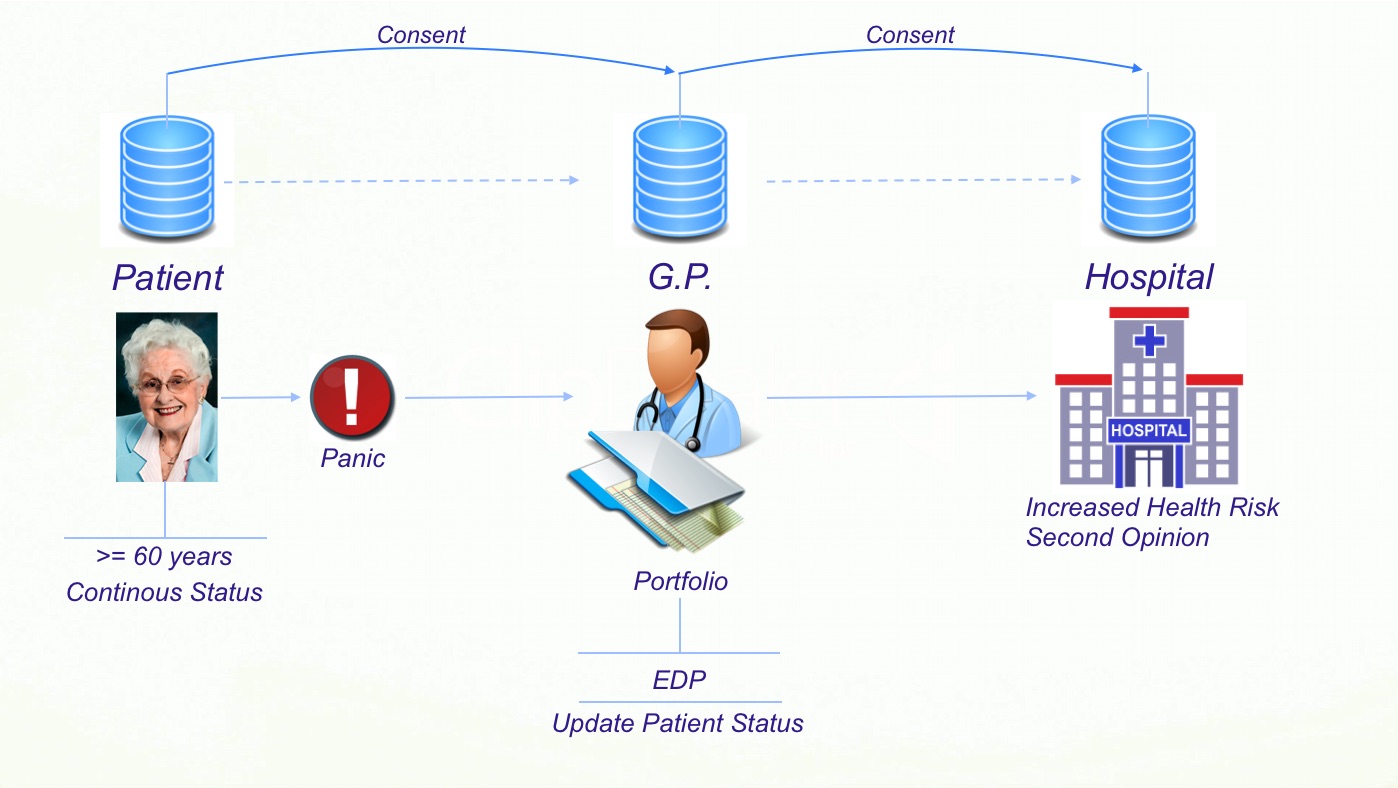 Consent
Consent
Patient
G.P.
Hospital
HOSPITAL
Panic
Increased Health Risk
Second Opinion
>= 60 years
Continous Status
Portfolio
EDP
Update Patient Status